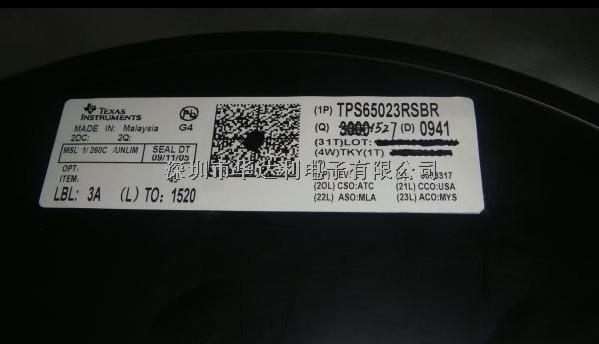 TEXAS INSTRUMENTS
Pb
G4
MADE IN: Malaysia
2DC: 2Q:
MSL 1/260C /UNLIM
SEAL DT
09/11/05
OPT:
ITEM:
LBL: 3A (L) TO: 1520
(1P) TPS65023RSBR
(Q) (D) 0941
(31T)LOT:
(4W)TKY(1T)
深圳市华达利电子有限公司
(20L) CSO:ATC (21L) CCO:USA
(22L) ASO:MLA (23L) ACO:MYS